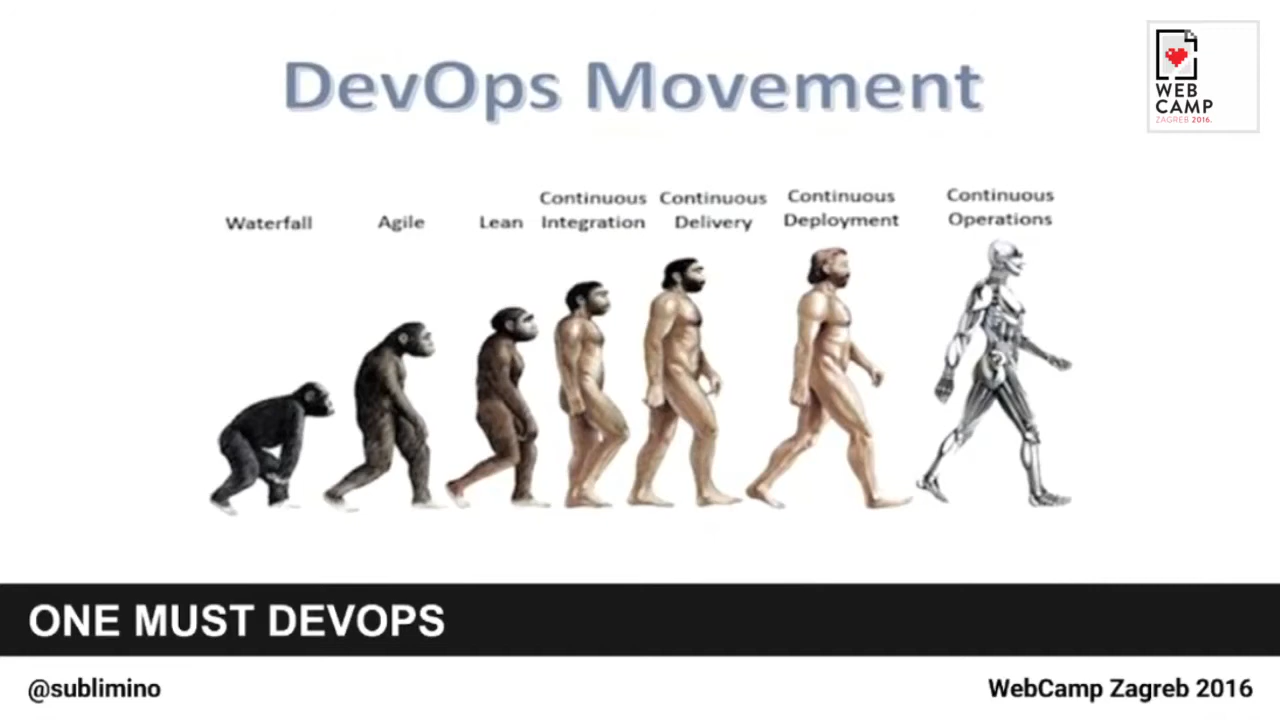 DevOps Movement
WEB
CAMP
ZAGREB 2016.
Waterfall
Agile
Lean
Continuous
Integration
Continuous
Delivery
Continuous
Deployment
Continuous
Operations
ONE MUST DEVOPS
@sublimino
WebCamp Zagreb 2016